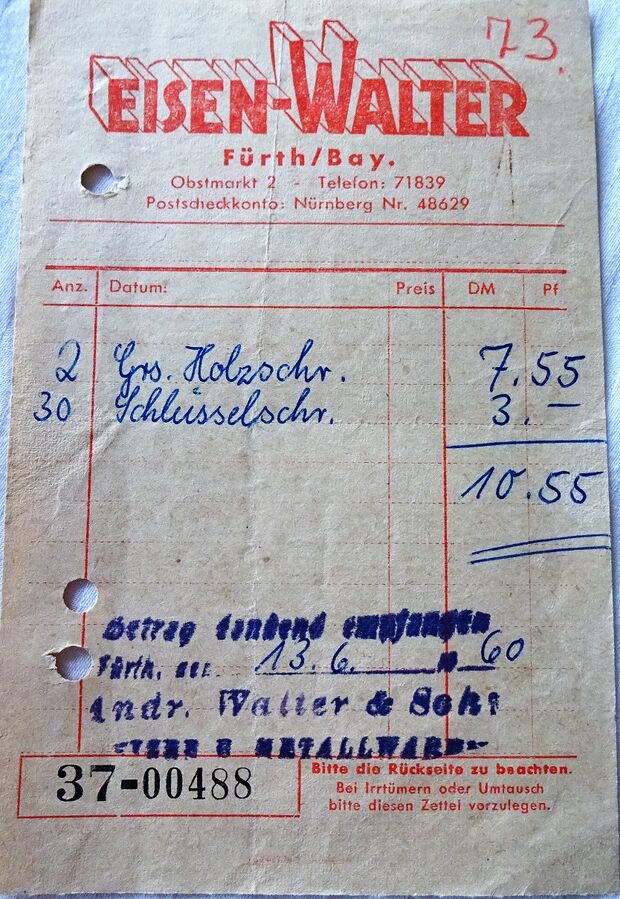 73.
EISEN-WALTER
Fürth/Bay.
Obstmarkt 2 - Telefon: 71839
Postscheckkonto: Nürnberg Nr. 48629
Anz. Datum: Preis DM Pf
2 Grs. Holzschr. 7.55
30 Schlüsselschr. 3.—
10.55
Betrag dankend empfangen
Fürth, den 13.6. 60
Andr. Walter & Sohn
EISEN & METALLWAREN
37-00488
Bitte die Rückseite zu beachten.
Bei Irrtümern oder Umtausch
bitte diesen Zettel vorzulegen.